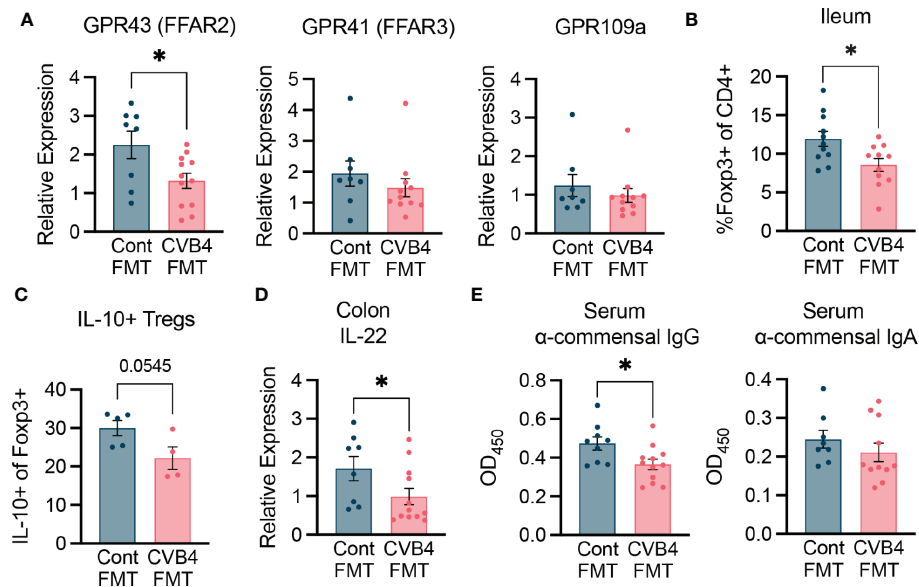 A
GPR43 (FFAR2)
*
Relative Expression
4
3
2
1
0
Cont
FMT
CVB4
FMT
GPR41 (FFAR3)
Relative Expression
5
4
3
2
1
0
Cont
FMT
CVB4
FMT
GPR109a
Relative Expression
4
3
2
1
0
Cont
FMT
CVB4
FMT
B
Ileum
*
%Foxp3+ of CD4+
20
15
10
5
0
Cont
FMT
CVB4
FMT
C
IL-10+ Tregs
0.0545
IL-10+ of Foxp3+
40
30
20
10
0
Cont
FMT
CVB4
FMT
D
Colon
IL-22
*
Relative Expression
4
3
2
1
0
Cont
FMT
CVB4
FMT
E
Serum
α-commensal IgG
*
OD450
0.8
0.6
0.4
0.2
0.0
Cont
FMT
CVB4
FMT
Serum
α-commensal IgA
OD450
0.4
0.3
0.2
0.1
0.0
Cont
FMT
CVB4
FMT